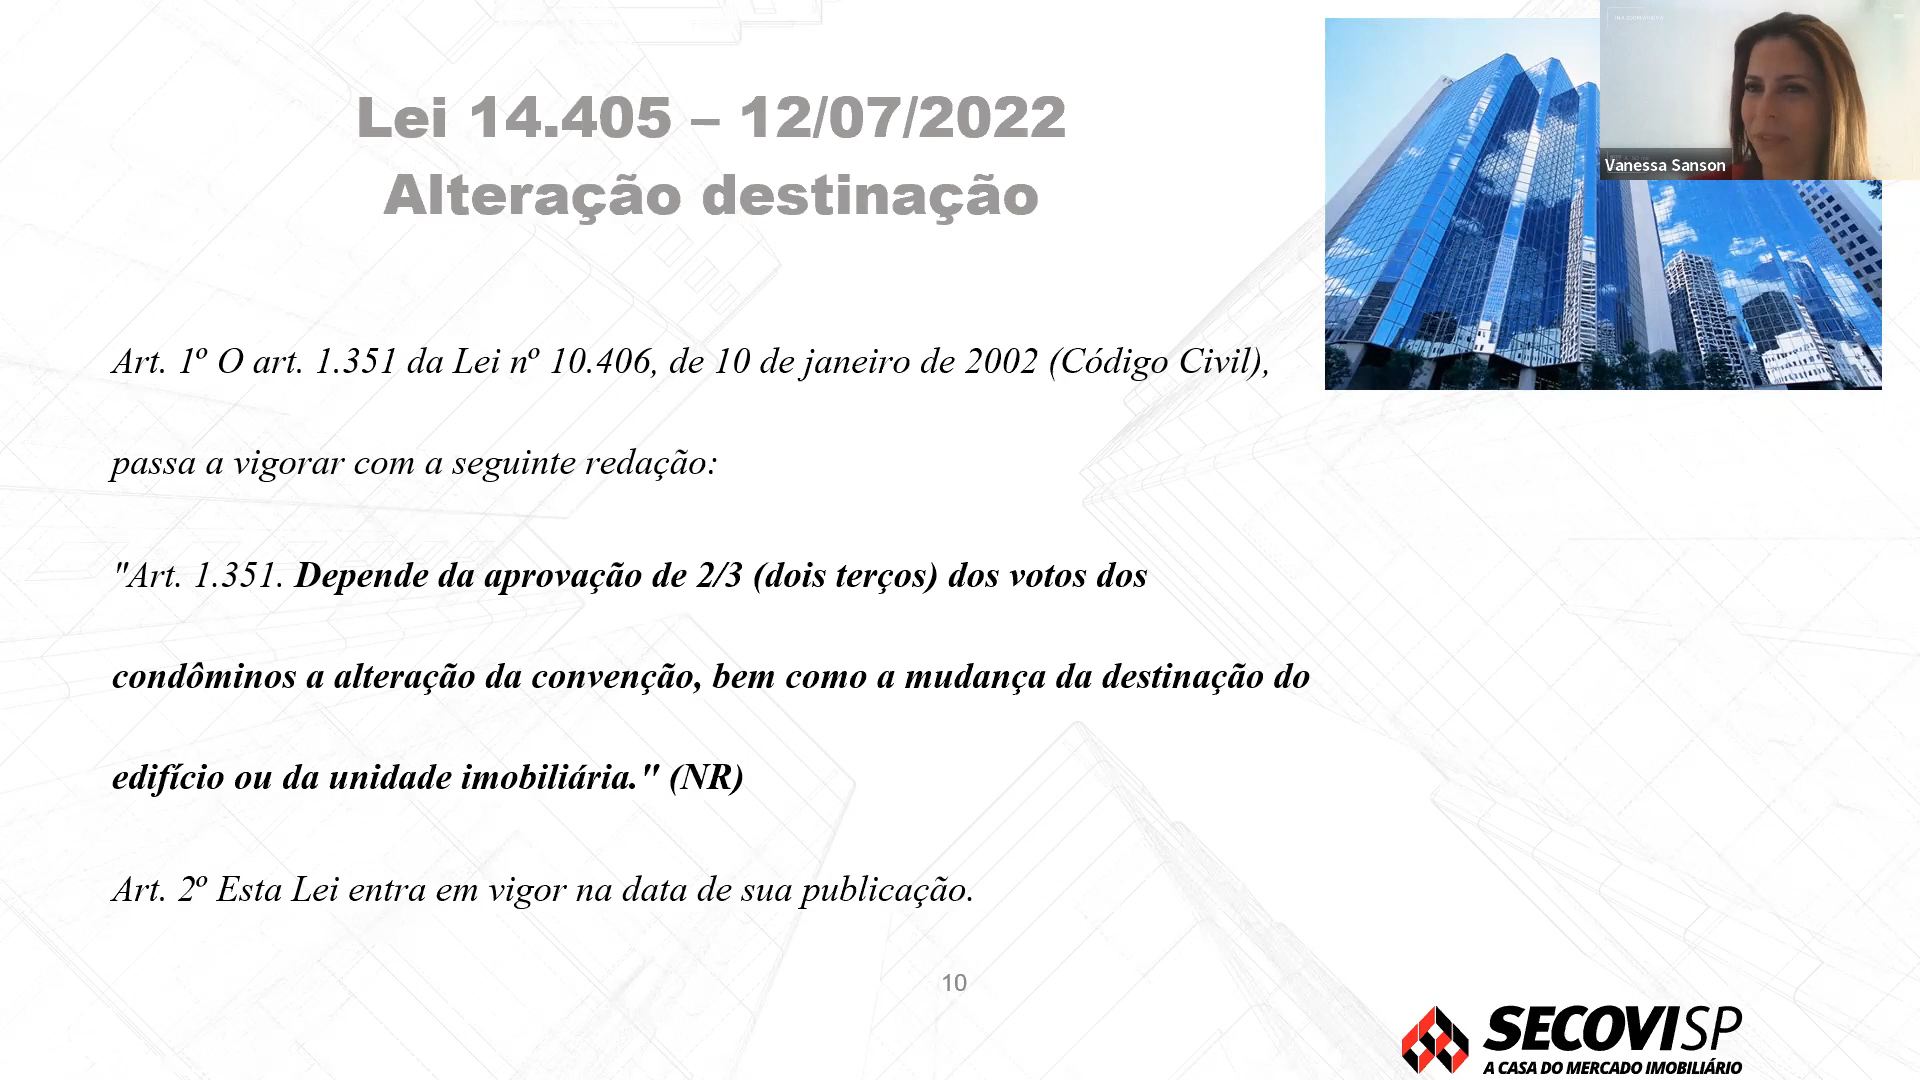 Lei 14.405 – 12/07/2022
Alteração destinação
Vanessa Sanson
Art. 1º O art. 1.351 da Lei nº 10.406, de 10 de janeiro de 2002 (Código Civil),
passa a vigorar com a seguinte redação:
"Art. 1.351. Depende da aprovação de 2/3 (dois terços) dos votos dos
condôminos a alteração da convenção, bem como a mudança da destinação do
edifício ou da unidade imobiliária." (NR)
Art. 2º Esta Lei entra em vigor na data de sua publicação.
10
SECOVISP
A CASA DO MERCADO IMOBILIÁRIO